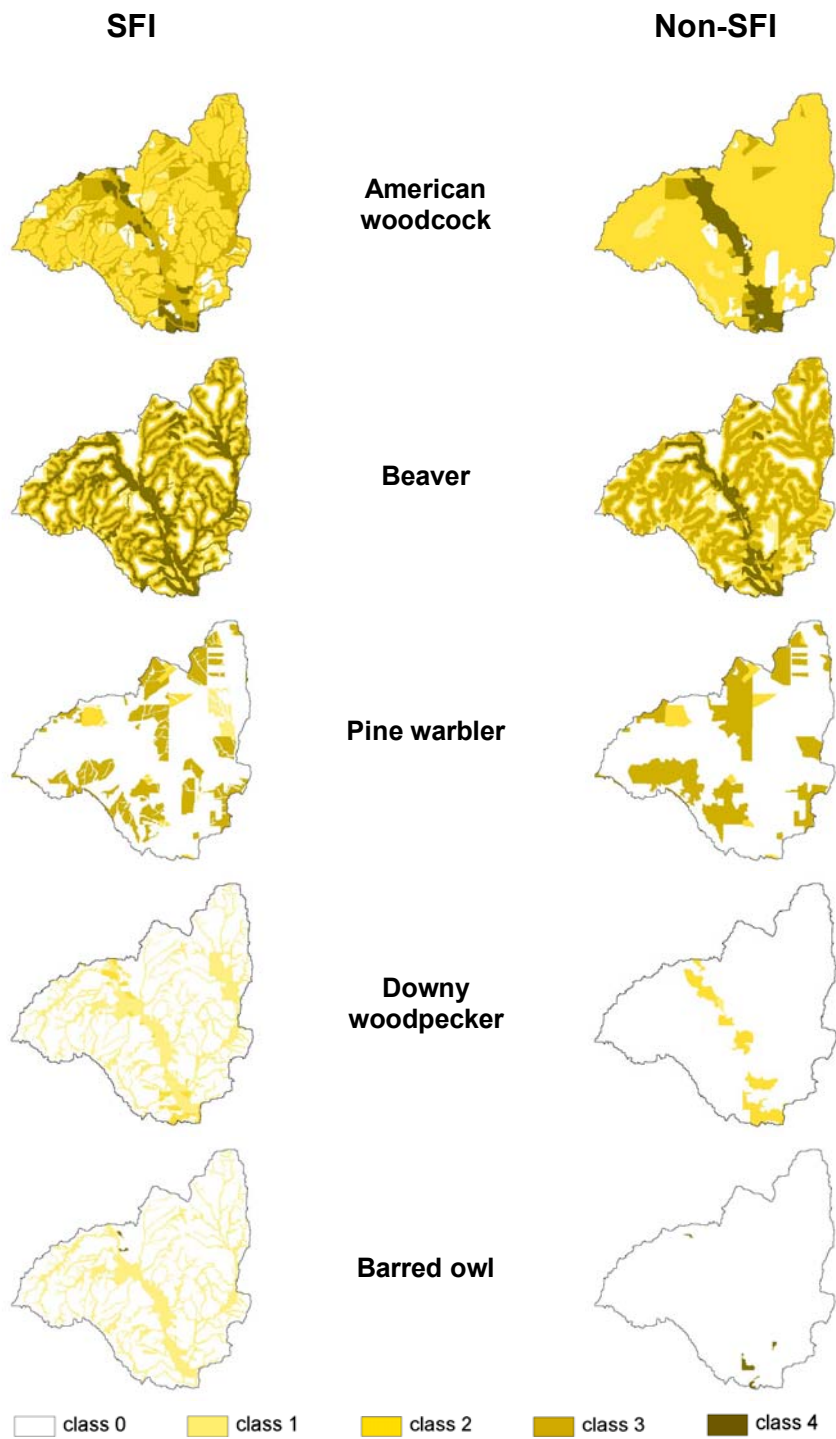 SFI
Non-SFI
American
woodcock
Beaver
Pine warbler
Downy
woodpecker
Barred owl
class 0 class 1 class 2 class 3 class 4